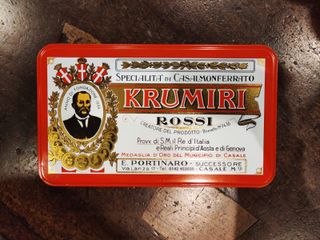 SPECIALITÀ DI CASALMONFERRATO
KRUMIRI
ROSSI
CREATORE DEL PRODOTTO
Provv. di S.M. il Re d'Italia
e Reali Principi d'Aosta e di Genova
MEDAGLIA D'ORO DEL MUNICIPIO DI CASALE
E. PORTINARO - SUCCESSORE
CASALE M.to